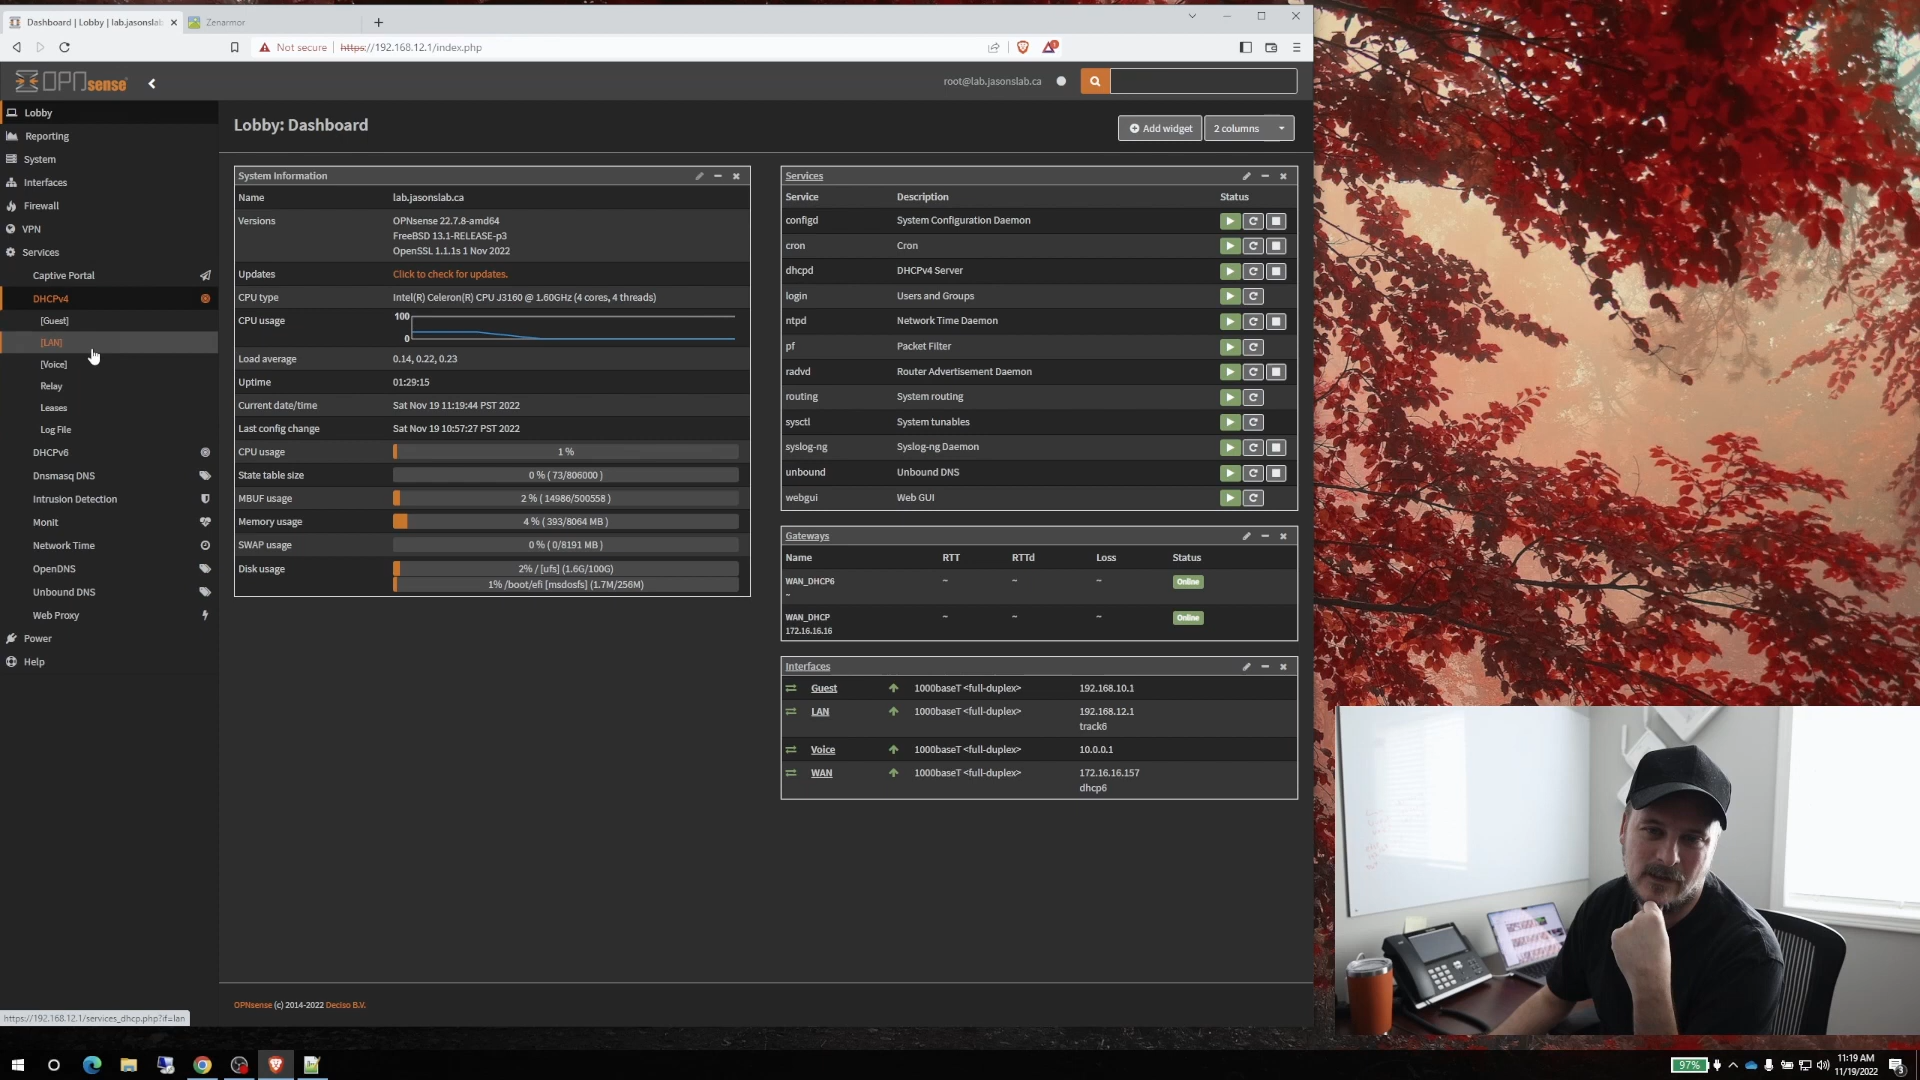 Dashboard | Lobby | lab.jasonslab
Zenarmor
Not secure
https://192.168.12.1/index.php
OPNsense
root@lab.jasonslab.ca
Lobby
Reporting
System
Interfaces
Firewall
VPN
Services
Captive Portal
DHCPv4
[Guest]
[LAN]
[Voice]
Relay
Leases
Log File
DHCPv6
Dnsmasq DNS
Intrusion Detection
Monit
Network Time
OpenDNS
Unbound DNS
Web Proxy
Power
Help
Lobby: Dashboard
Add widget
2 columns
System Information
Name lab.jasonslab.ca
Versions OPNsense 22.7.8-amd64
FreeBSD 13.1-RELEASE-p3
OpenSSL 1.1.1s 1 Nov 2022
Updates Click to check for updates.
CPU type Intel(R) Celeron(R) CPU J3160 @ 1.60GHz (4 cores, 4 threads)
CPU usage 100
0
Load average 0.14, 0.22, 0.23
Uptime 01:29:15
Current date/time Sat Nov 19 11:19:44 PST 2022
Last config change Sat Nov 19 10:57:27 PST 2022
CPU usage 1 %
State table size 0 % ( 73/806000 )
MBUF usage 2 % ( 14986/500558 )
Memory usage 4 % ( 393/8064 MB )
SWAP usage 0 % ( 0/8191 MB )
Disk usage 2% / [ufs] (1.6G/100G)
1% /boot/efi [msdosfs] (1.7M/256M)
Services
Service Description Status
configd System Configuration Daemon
cron Cron
dhcpd DHCPv4 Server
login Users and Groups
ntpd Network Time Daemon
pf Packet Filter
radvd Router Advertisement Daemon
routing System routing
sysctl System tunables
syslog-ng Syslog-ng Daemon
unbound Unbound DNS
webgui Web GUI
Gateways
Name RTT RTTd Loss Status
WAN_DHCP6 ~ ~ ~ Online
~
WAN_DHCP ~ ~ ~ Online
172.16.16.16
Interfaces
Guest 1000baseT <full-duplex> 192.168.10.1
LAN 1000baseT <full-duplex> 192.168.12.1
track6
Voice 1000baseT <full-duplex> 10.0.0.1
WAN 1000baseT <full-duplex> 172.16.16.157
dhcp6
OPNsense (c) 2014-2022 Deciso B.V.
https://192.168.12.1/services_dhcp.php?if=lan
97%
11:19 AM
11/19/2022
3